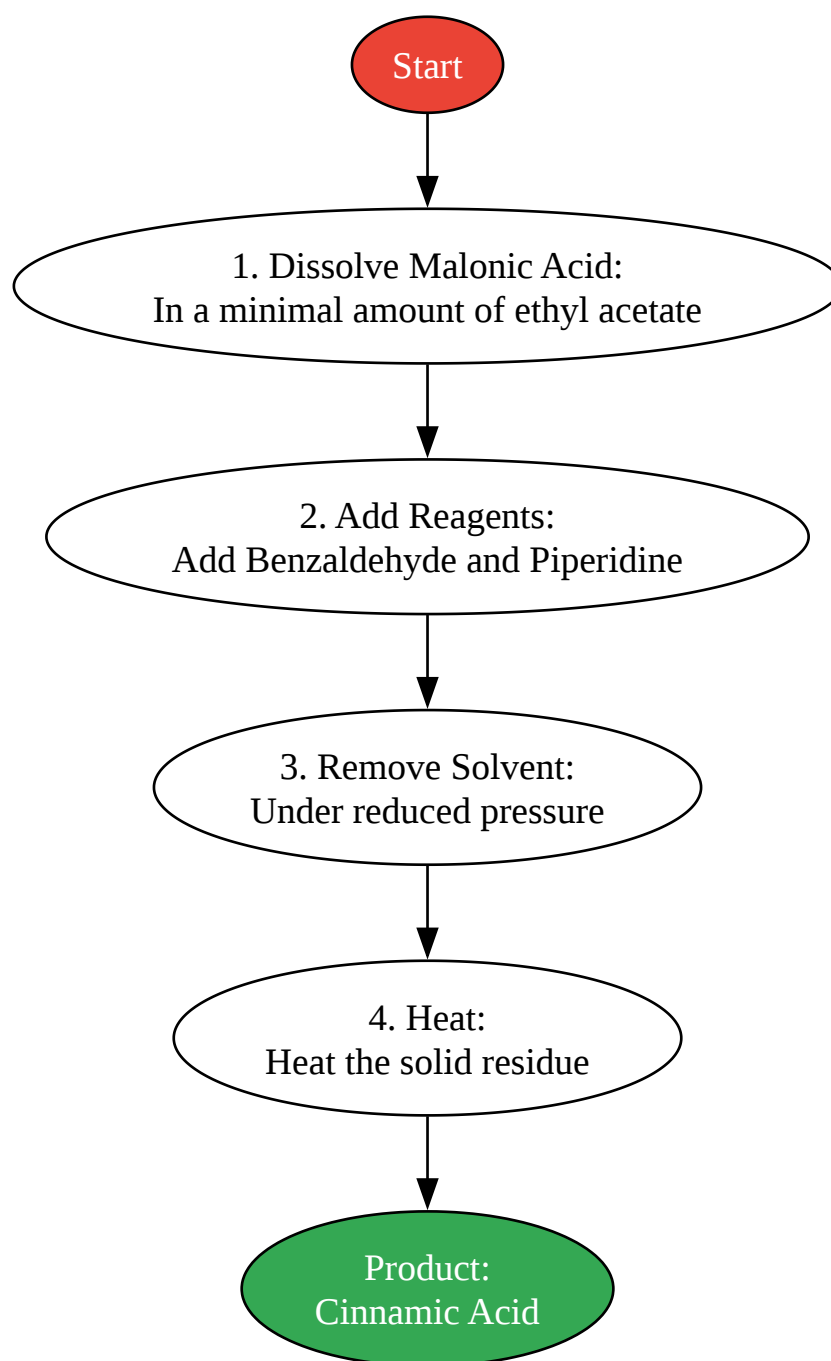 Start
1. Dissolve Malonic Acid:
In a minimal amount of ethyl acetate
2. Add Reagents:
Add Benzaldehyde and Piperidine
3. Remove Solvent:
Under reduced pressure
4. Heat:
Heat the solid residue
Product:
Cinnamic Acid